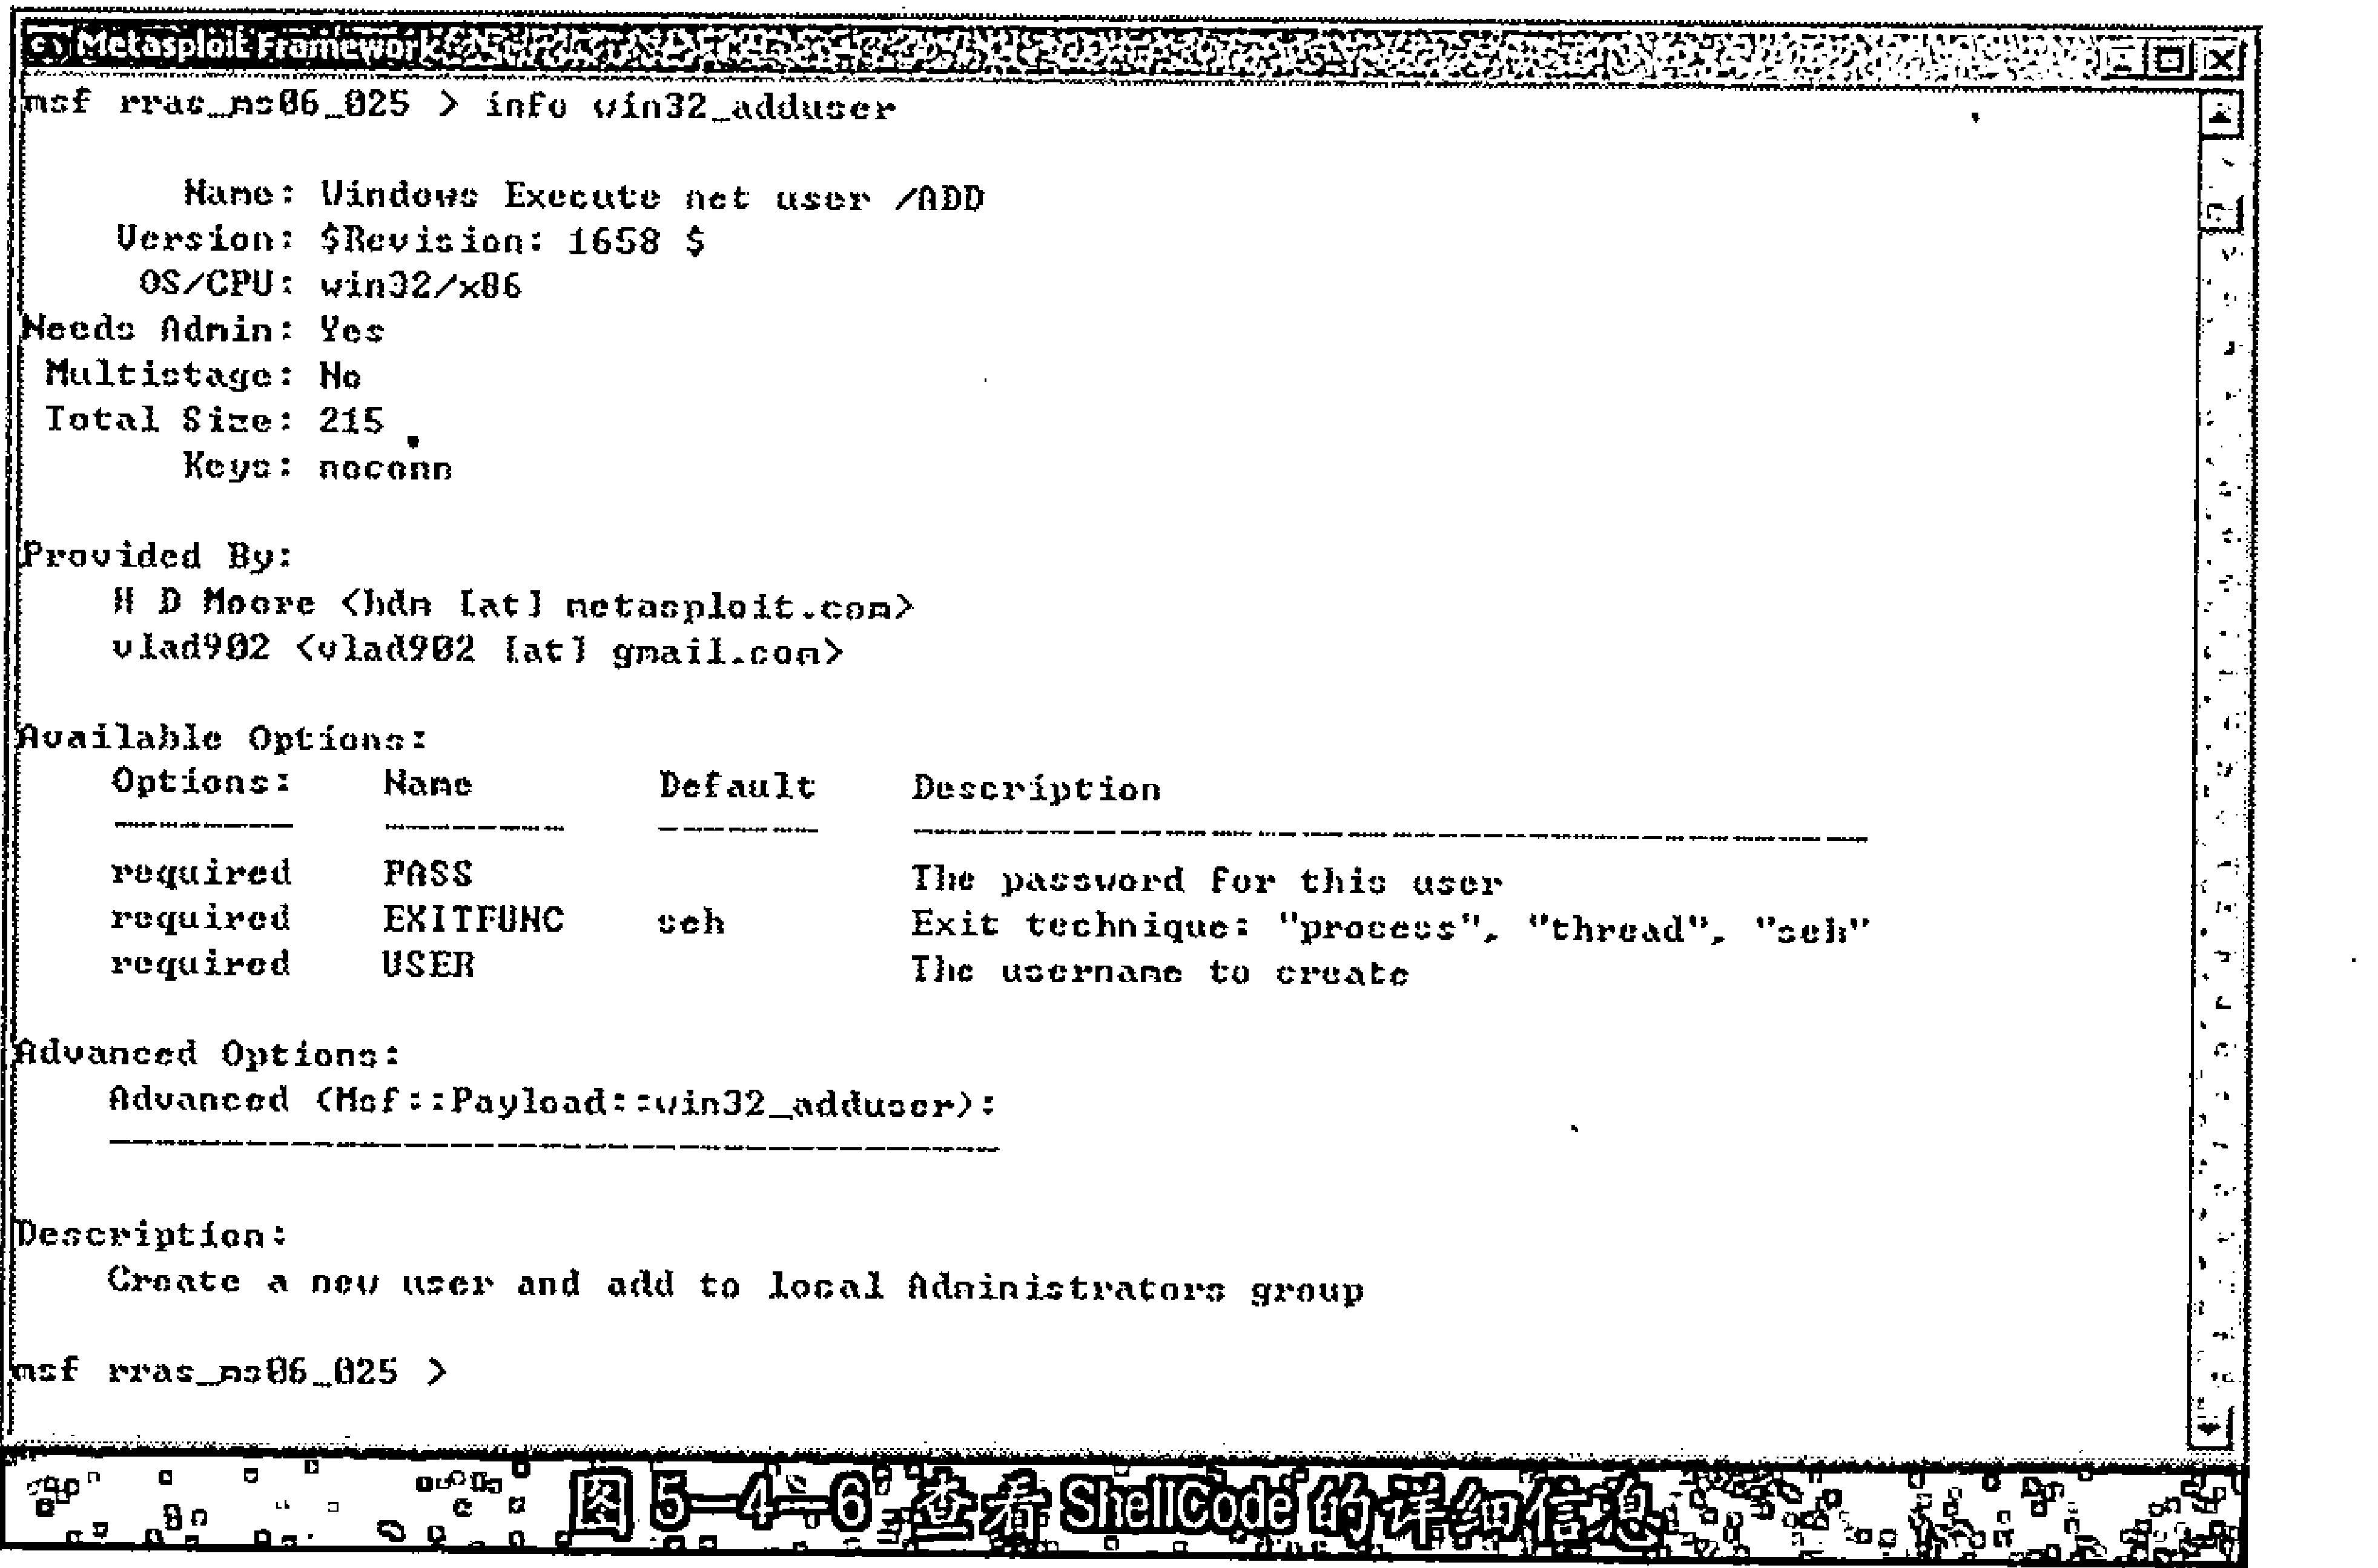 Metasploit Framework
msf rras_ms06_025 > info win32_adduser
Name: Windows Execute net user /ADD
Version: $Revision: 1658 $
OS/CPU: win32/x86
Needs Admin: Yes
Multistage: No
Total Size: 215
Keys: noconn
Provided By:
H D Moore <hdm [at] metasploit.com>
vlad902 <vlad902 [at] gmail.com>
Available Options:
Options: Name Default Description
required PASS The password for this user
required EXITFUNC seh Exit technique: "process", "thread", "seh"
required USER The username to create
Advanced Options:
Advanced (Msf::Payload::win32_adduser):
Description:
Create a new user and add to local Administrators group
msf rras_ms06_025 >
图 5-4-6 查看 ShellCode 的详细信息